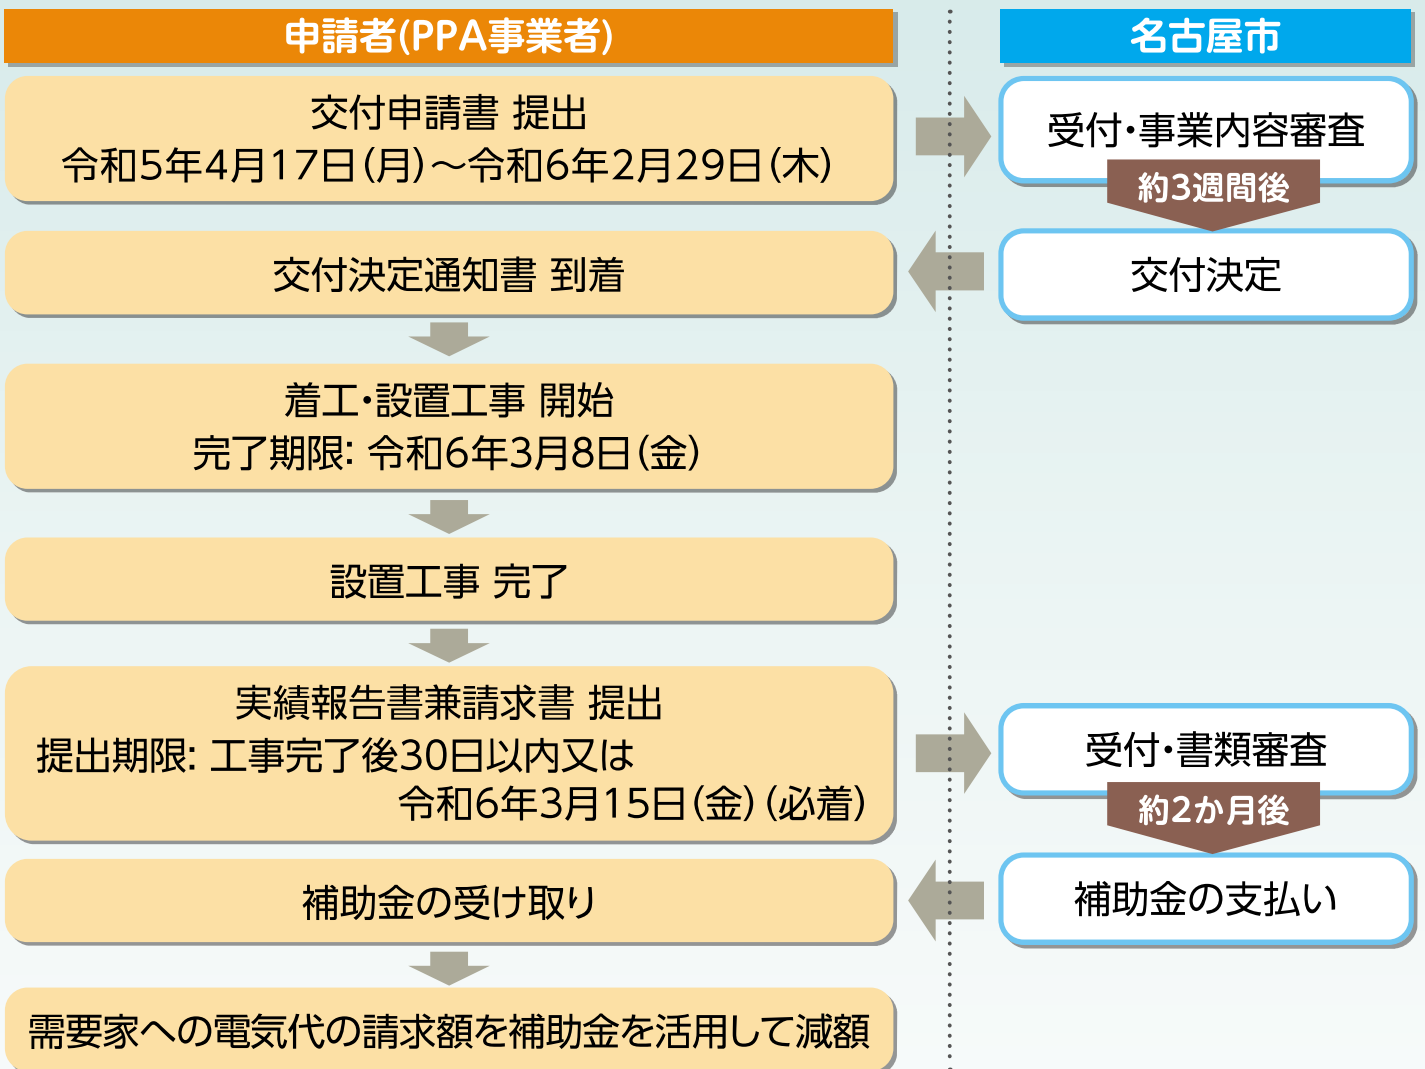 申請者(PPA事業者)
名古屋市
交付申請書 提出
令和5年4月17日(月)〜令和6年2月29日(木)
受付・事業内容審査
約3週間後
交付決定通知書 到着
交付決定
着工・設置工事 開始
完了期限: 令和6年3月8日(金)
設置工事 完了
実績報告書兼請求書 提出
提出期限: 工事完了後30日以内又は
令和6年3月15日(金)(必着)
受付・書類審査
約2か月後
補助金の受け取り
補助金の支払い
需要家への電気代の請求額を補助金を活用して減額